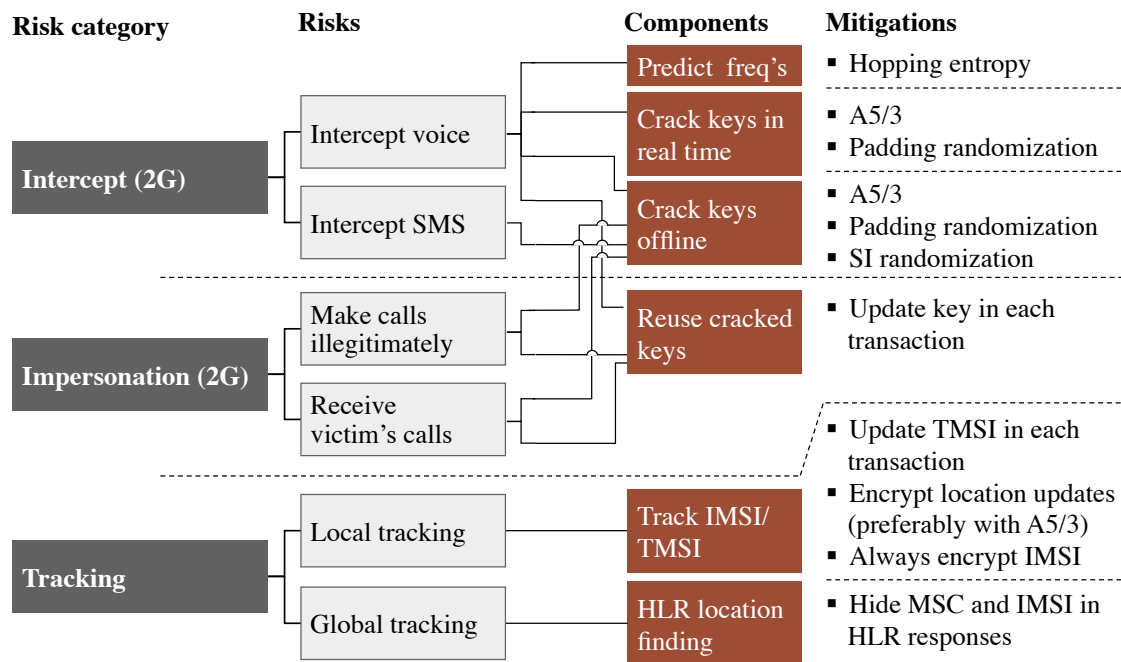 Risk category
Risks
Components
Mitigations
Intercept (2G)
Intercept voice
Intercept SMS
Predict freq's
Crack keys in
real time
Crack keys
offline
▪ Hopping entropy
▪ A5/3
▪ Padding randomization
▪ A5/3
▪ Padding randomization
▪ SI randomization
Impersonation (2G)
Make calls
illegitimately
Receive
victim's calls
Reuse cracked
keys
▪ Update key in each
transaction
Tracking
Local tracking
Global tracking
Track IMSI/
TMSI
HLR location
finding
▪ Update TMSI in each
transaction
▪ Encrypt location updates
(preferably with A5/3)
▪ Always encrypt IMSI
▪ Hide MSC and IMSI in
HLR responses